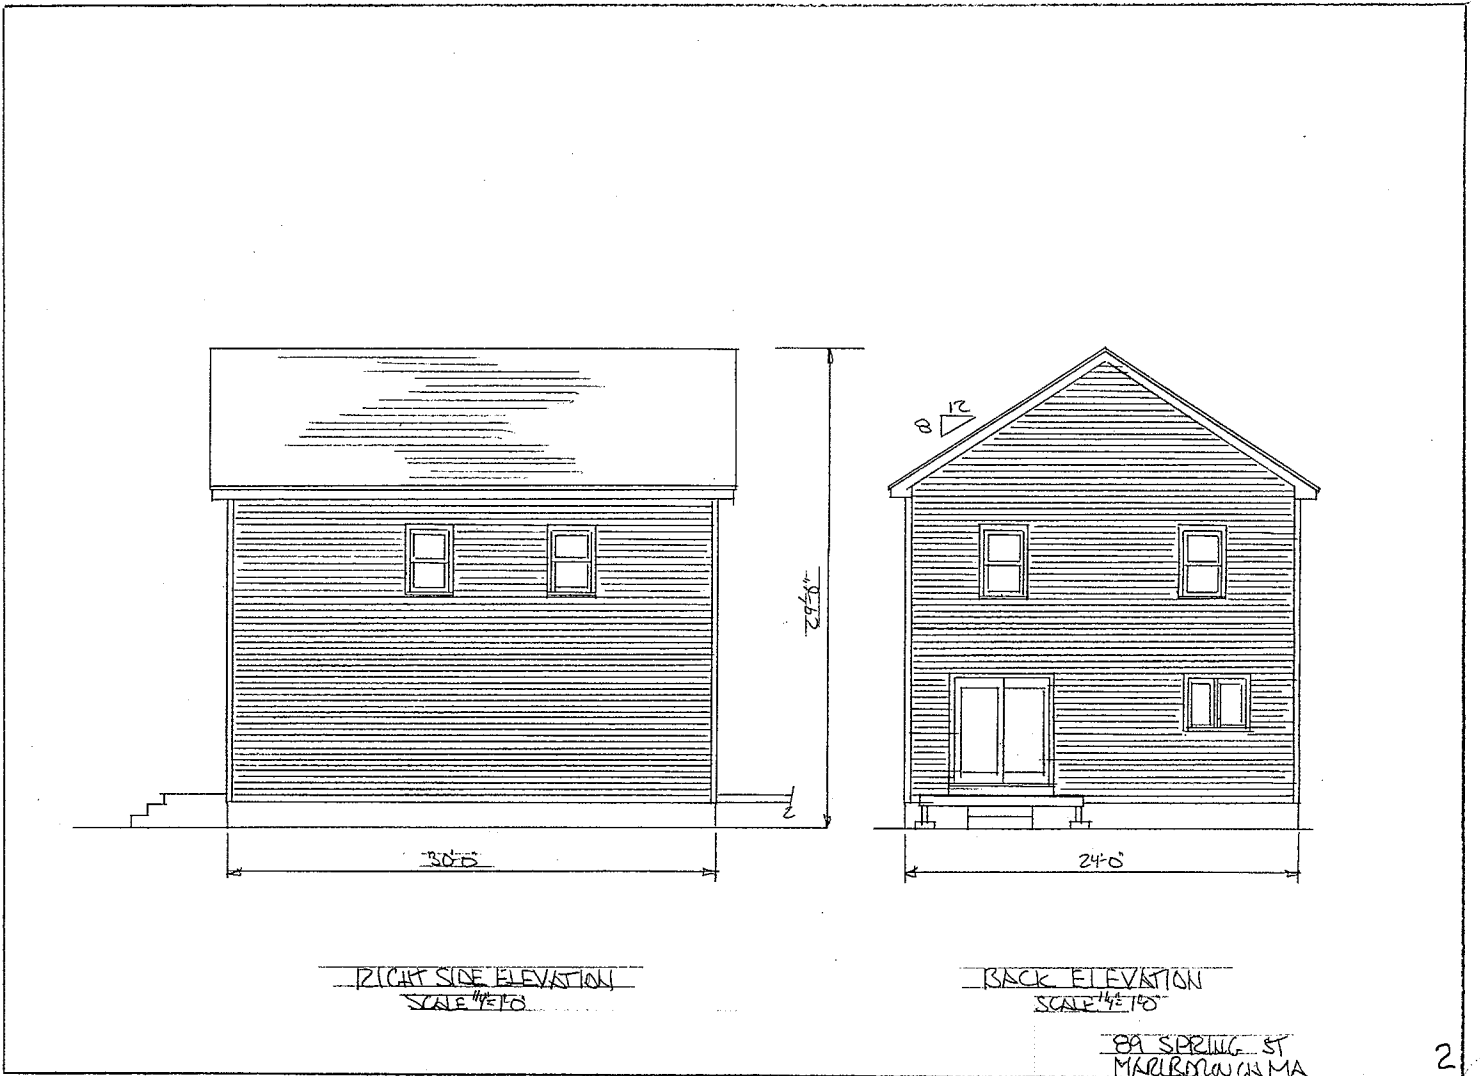 12
8
29'-8"
2
30'-0"
24'-0"
RIGHT SIDE ELEVATION
SCALE 1/4"=1'-0"
BACK ELEVATION
SCALE 1/4"=1'-0"
89 SPRING ST
MARLBOROUGH MA
2